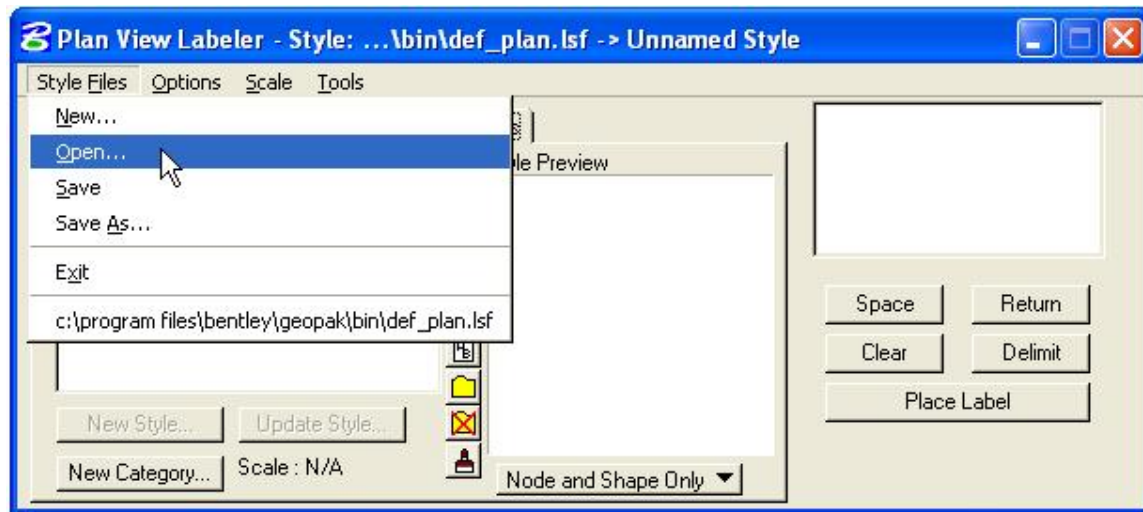 Plan View Labeler - Style: ...\bin\def_plan.lsf -> Unnamed Style
Style Files Options Scale Tools
New...
Open...
Save
Save As...
Exit
c:\program files\bentley\geopak\bin\def_plan.lsf
Preview
New Style... Update Style...
New Category... Scale : N/A
Node and Shape Only
Space Return
Clear Delimit
Place Label